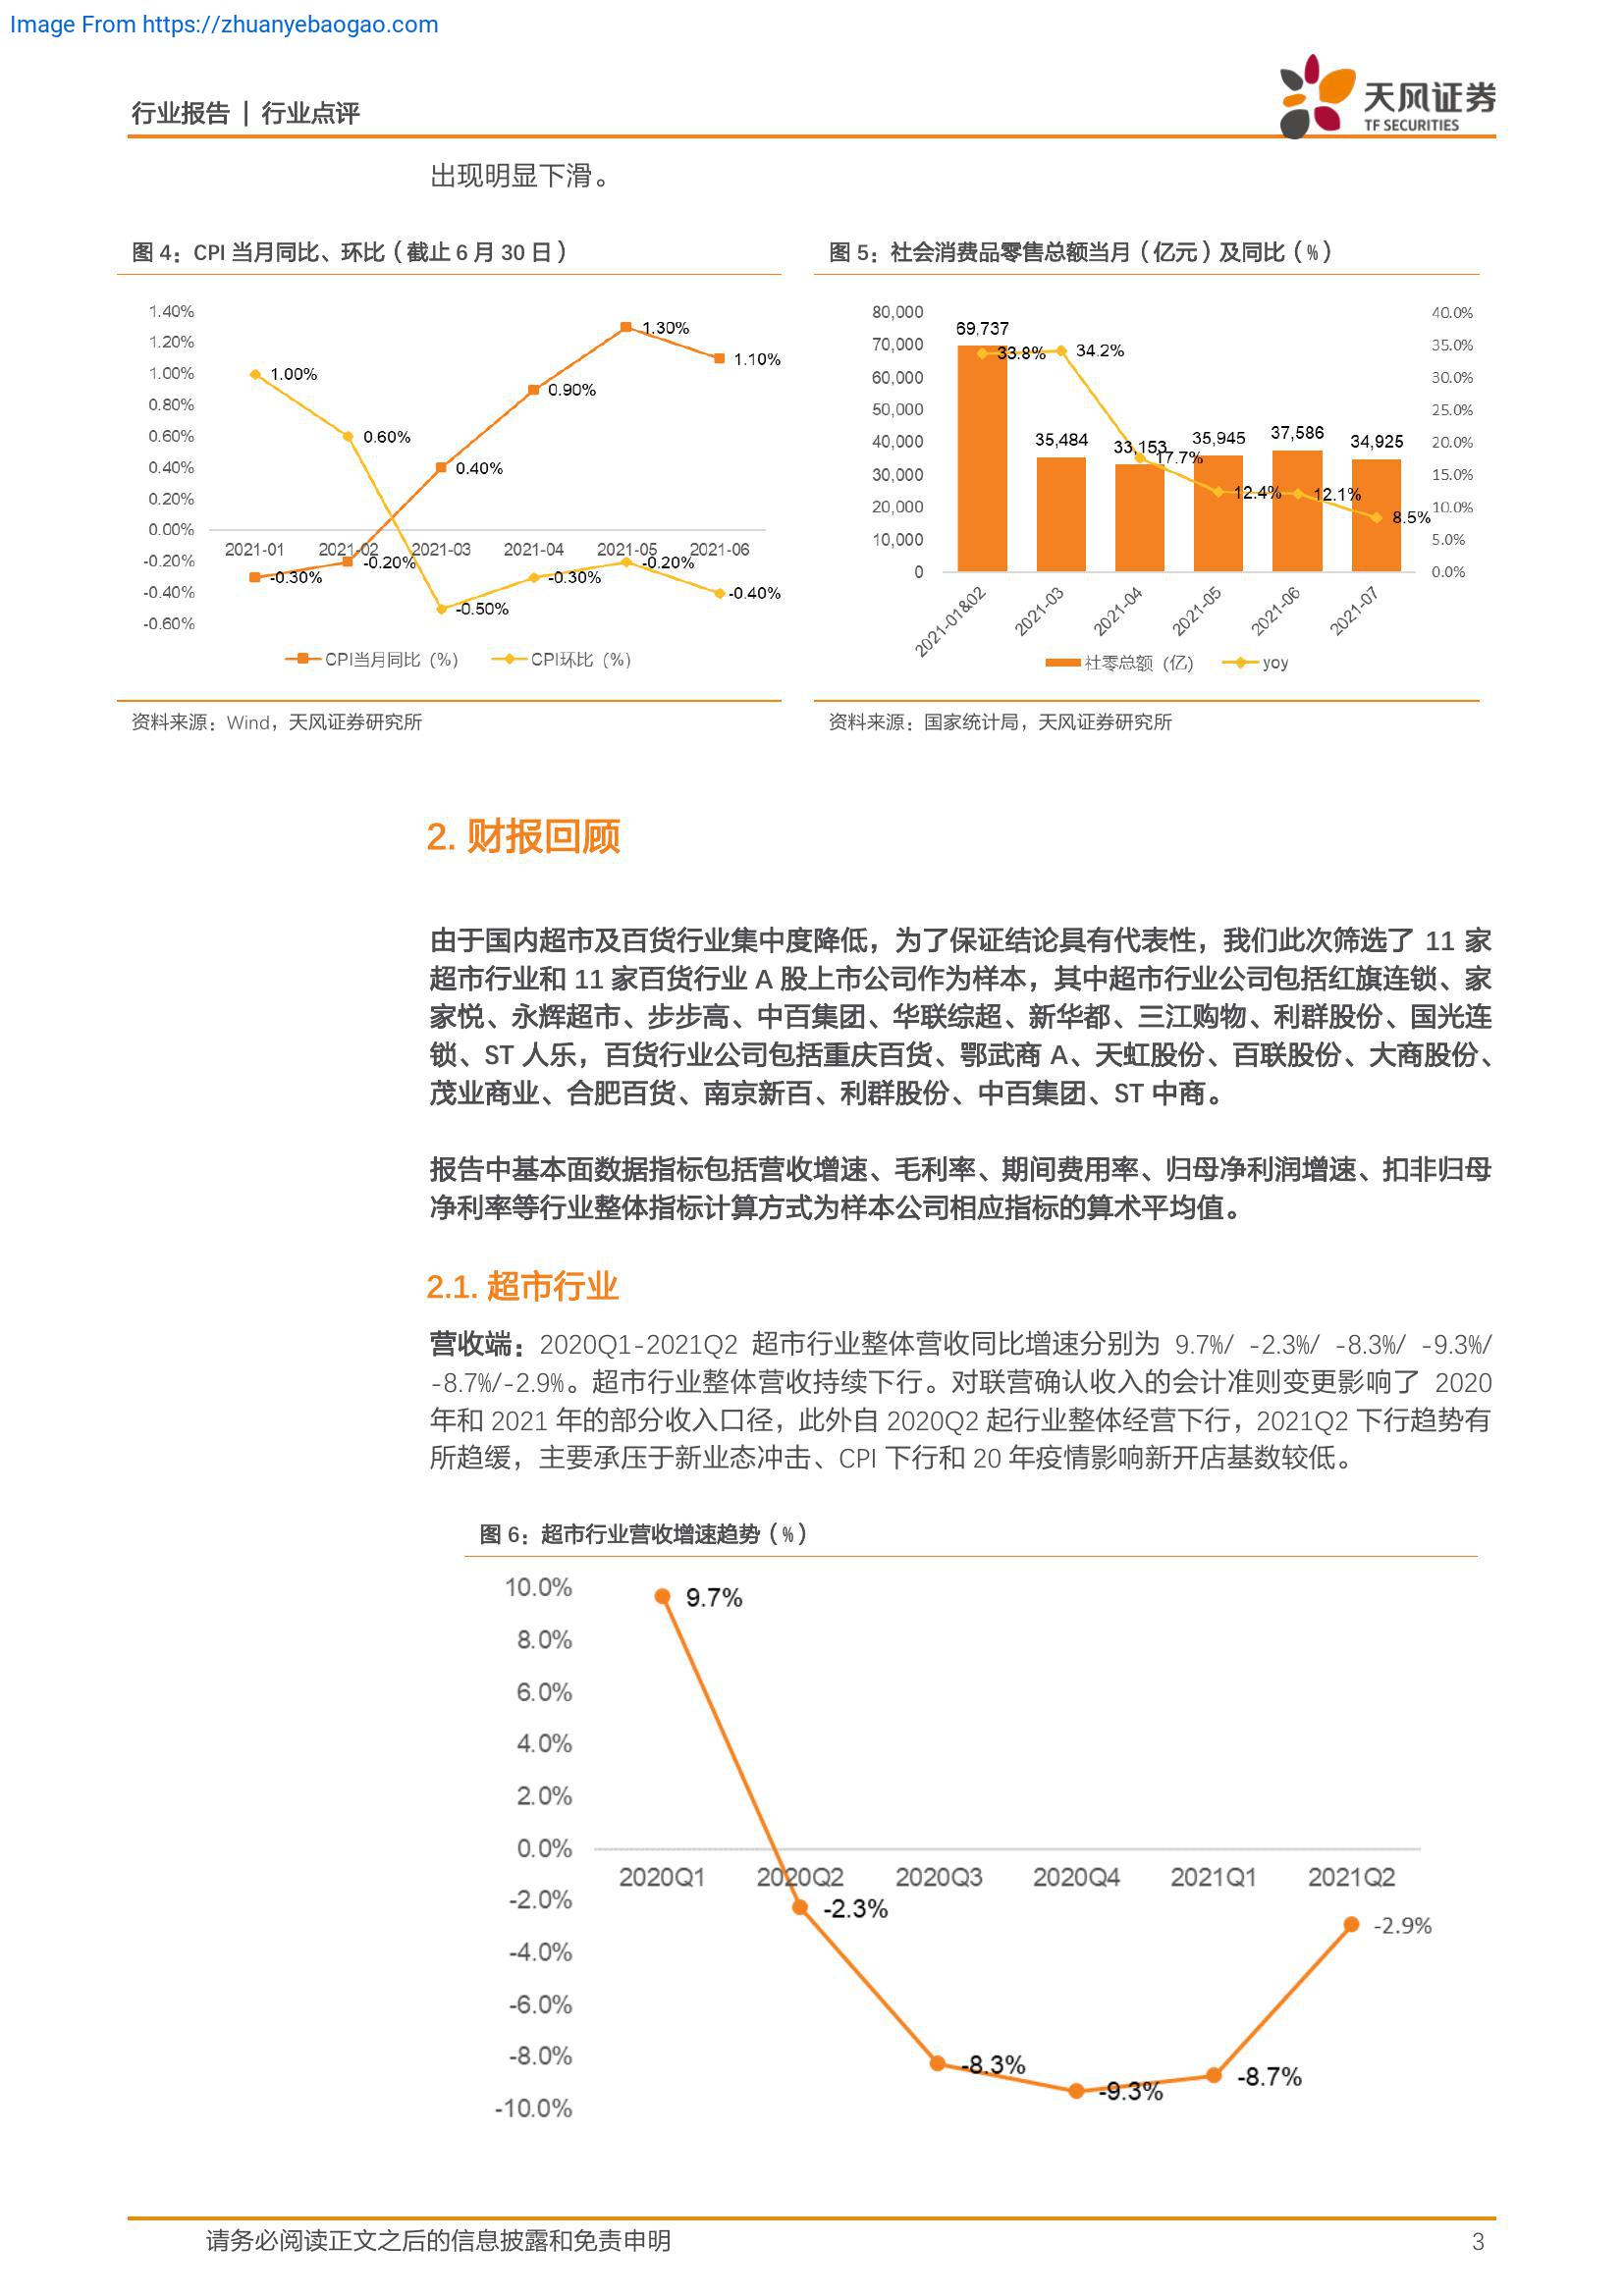 Image From https://zhuanyebaogao.com
行业报告 | 行业点评
天风证券
TF SECURITIES
出现明显下滑。
图 4：CPI 当月同比、环比（截止 6 月 30 日）
1.40%
1.20%
1.00%
0.80%
0.60%
0.40%
0.20%
0.00%
-0.20%
-0.40%
-0.60%
1.00%
0.60%
-0.50%
-0.30%
-0.20%
-0.40%
-0.30%
-0.20%
0.40%
0.90%
1.30%
1.10%
2021-01
2021-02
2021-03
2021-04
2021-05
2021-06
CPI当月同比（%）
CPI环比（%）
资料来源：Wind，天风证券研究所
图 5：社会消费品零售总额当月（亿元）及同比（%）
80,000
70,000
60,000
50,000
40,000
30,000
20,000
10,000
0
69,737
35,484
33,153
35,945
37,586
34,925
33.8%
34.2%
17.7%
12.4%
12.1%
8.5%
40.0%
35.0%
30.0%
25.0%
20.0%
15.0%
10.0%
5.0%
0.0%
2021-01&02
2021-03
2021-04
2021-05
2021-06
2021-07
社零总额（亿）
yoy
资料来源：国家统计局，天风证券研究所
2. 财报回顾
由于国内超市及百货行业集中度降低，为了保证结论具有代表性，我们此次筛选了 11 家
超市行业和 11 家百货行业 A 股上市公司作为样本，其中超市行业公司包括红旗连锁、家
家悦、永辉超市、步步高、中百集团、华联综超、新华都、三江购物、利群股份、国光连
锁、ST 人乐，百货行业公司包括重庆百货、鄂武商 A、天虹股份、百联股份、大商股份、
茂业商业、合肥百货、南京新百、利群股份、中百集团、ST 中商。
报告中基本面数据指标包括营收增速、毛利率、期间费用率、归母净利润增速、扣非归母
净利率等行业整体指标计算方式为样本公司相应指标的算术平均值。
2.1. 超市行业
营收端：2020Q1-2021Q2 超市行业整体营收同比增速分别为 9.7%/ -2.3%/ -8.3%/ -9.3%/
-8.7%/-2.9%。超市行业整体营收持续下行。对联营确认收入的会计准则变更影响了 2020
年和 2021 年的部分收入口径，此外自 2020Q2 起行业整体经营下行，2021Q2 下行趋势有
所趋缓，主要承压于新业态冲击、CPI 下行和 20 年疫情影响新开店基数较低。
图 6：超市行业营收增速趋势（%）
10.0%
8.0%
6.0%
4.0%
2.0%
0.0%
-2.0%
-4.0%
-6.0%
-8.0%
-10.0%
9.7%
-2.3%
-8.3%
-9.3%
-8.7%
-2.9%
2020Q1
2020Q2
2020Q3
2020Q4
2021Q1
2021Q2
请务必阅读正文之后的信息披露和免责申明
3